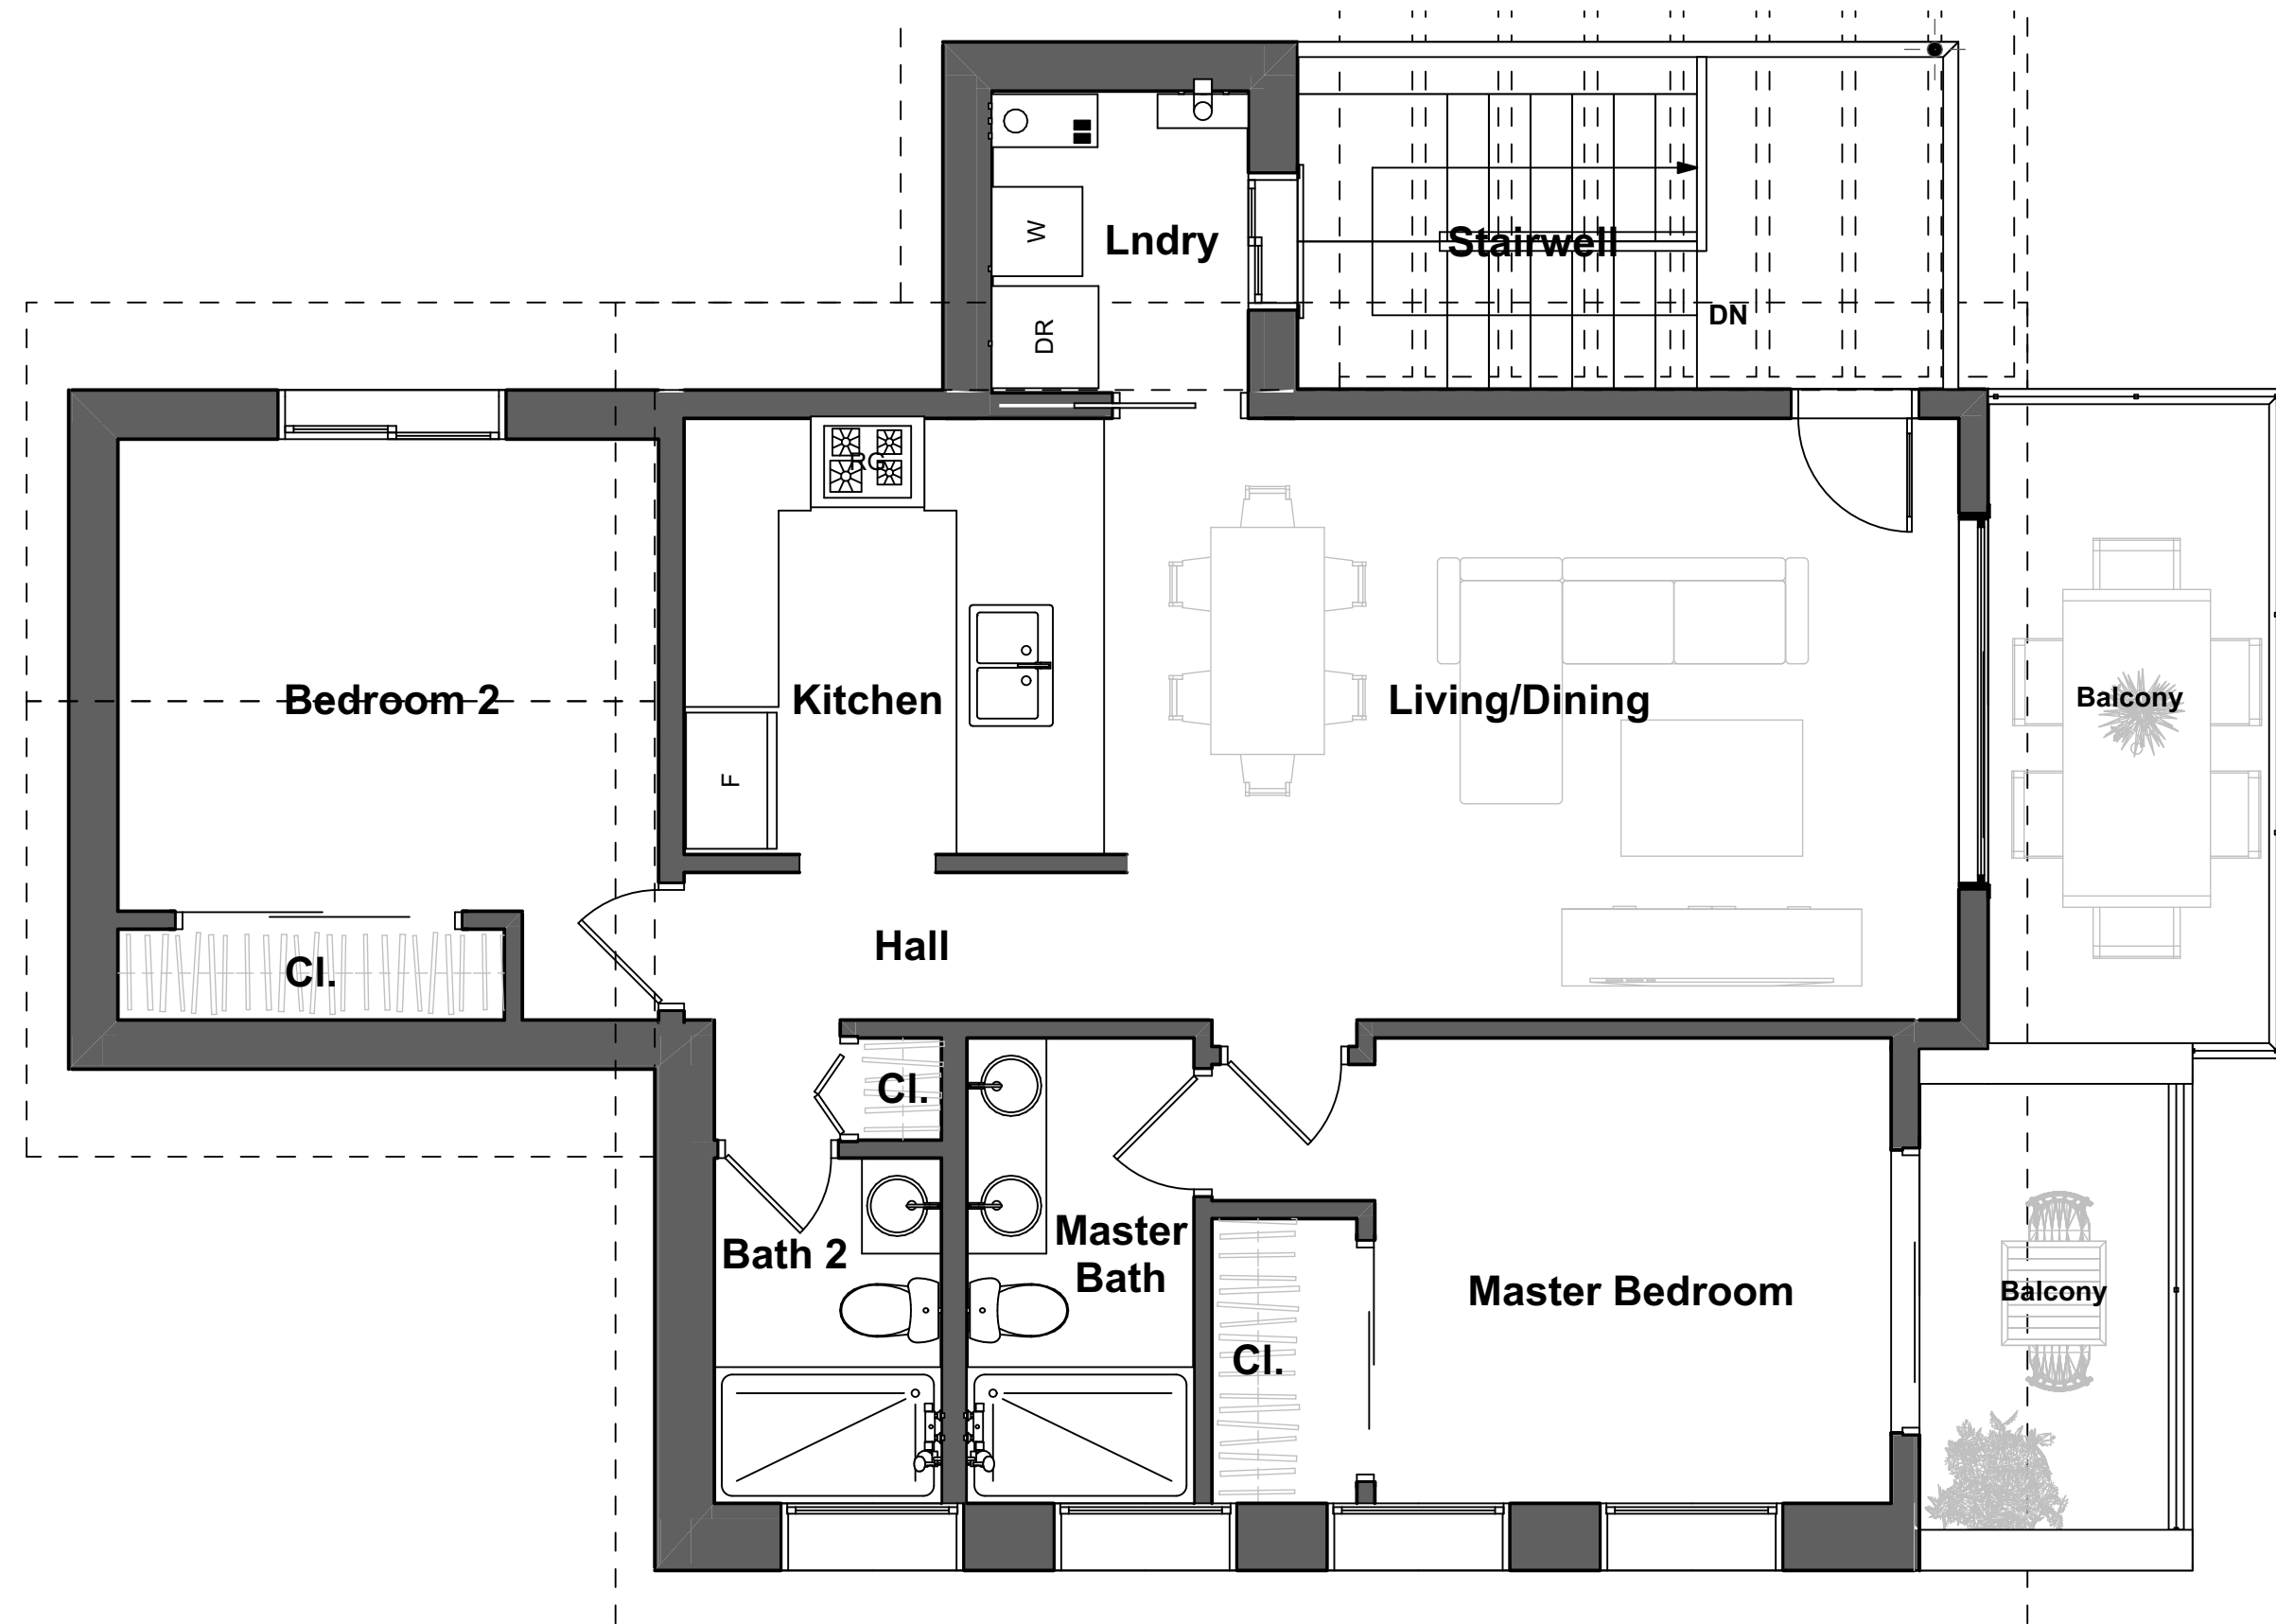 W
Lndry
Stairwell
DR
DN
RG
Bedroom 2
Kitchen
Living/Dining
Balcony
F
Hall
Cl.
Cl.
Bath 2
Master
Bath
Master Bedroom
Balcony
Cl.